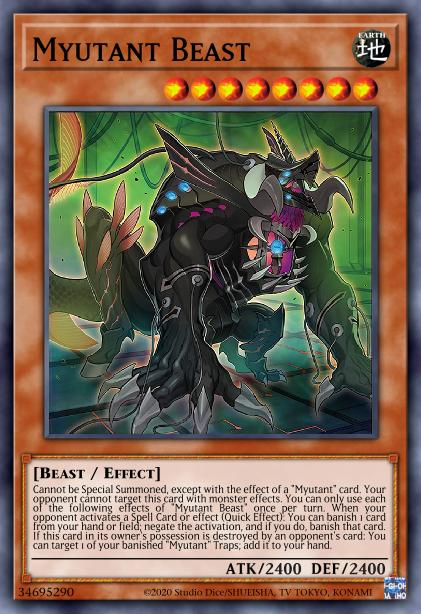 MYUTANT BEAST
EARTH
地
[BEAST / EFFECT]
Cannot be Special Summoned, except with the effect of a "Myutant" card. Your
opponent cannot target this card with monster effects. You can only use each
of the following effects of "Myutant Beast" once per turn. When your
opponent activates a Spell Card or effect (Quick Effect): You can banish 1 card
from your hand or field; negate the activation, and if you do, banish that card.
If this card in its owner's possession is destroyed by an opponent's card: You
can target 1 of your banished "Myutant" Traps; add it to your hand.
ATK/2400 DEF/2400
34695290
©2020 Studio Dice/SHUEISHA, TV TOKYO, KONAMI